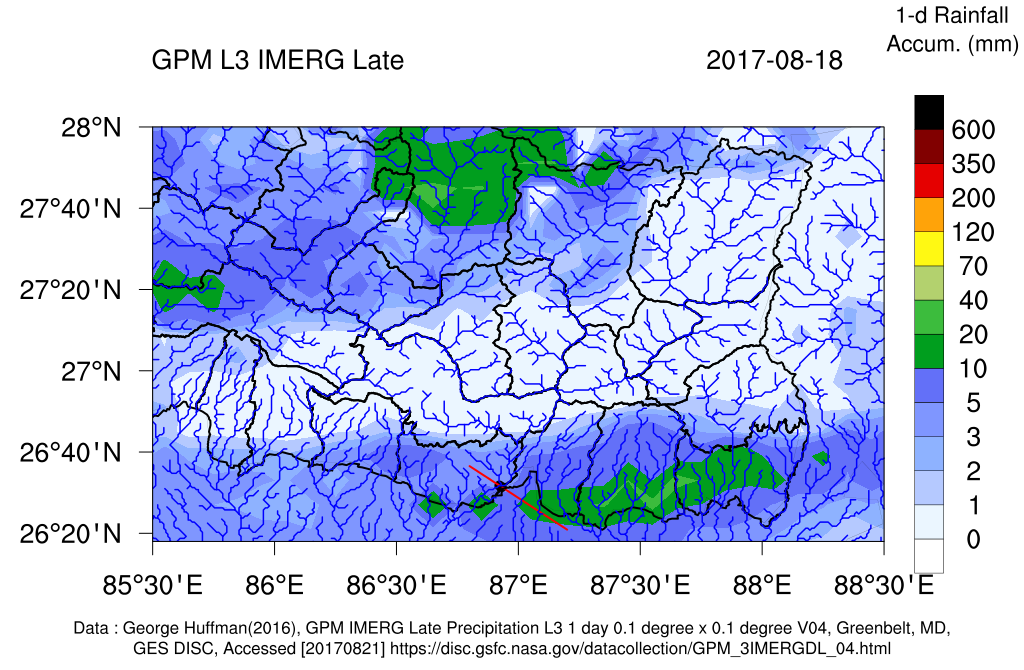 1-d Rainfall
Accum. (mm)
GPM L3 IMERG Late
2017-08-18
28°N
27°40'N
27°20'N
27°N
26°40'N
26°20'N
85°30'E
86°E
86°30'E
87°E
87°30'E
88°E
88°30'E
600
350
200
120
70
40
20
10
5
3
2
1
0
Data : George Huffman(2016), GPM IMERG Late Precipitation L3 1 day 0.1 degree x 0.1 degree V04, Greenbelt, MD,
GES DISC, Accessed [20170821] https://disc.gsfc.nasa.gov/datacollection/GPM_3IMERGDL_04.html